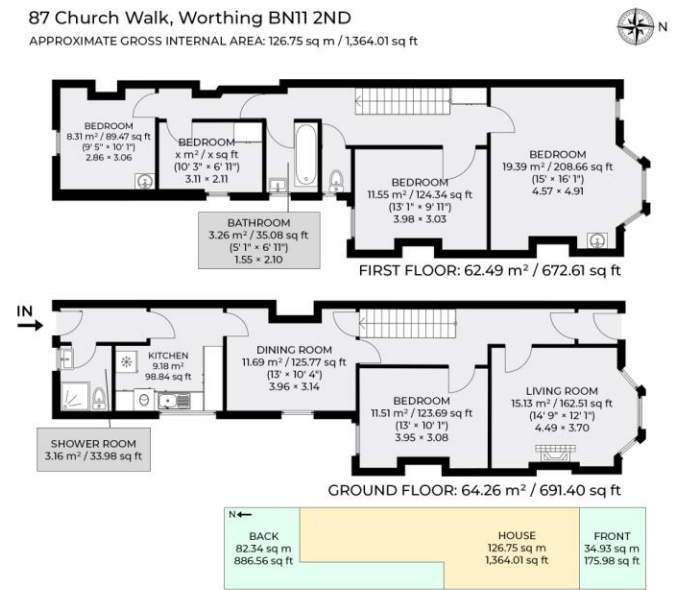 87 Church Walk, Worthing BN11 2ND
APPROXIMATE GROSS INTERNAL AREA: 126.75 sq m / 1,364.01 sq ft
N
BEDROOM
8.31 m² / 89.47 sq ft
(9' 5" × 10' 1")
2.86 × 3.06
BEDROOM
x m² / x sq ft
(10' 3" × 6' 11")
3.11 × 2.11
BATHROOM
3.26 m² / 35.08 sq ft
(5' 1" × 6' 11")
1.55 × 2.10
BEDROOM
11.55 m² / 124.34 sq ft
(13' 1" × 9' 11")
3.98 × 3.03
BEDROOM
19.39 m² / 208.66 sq ft
(15' × 16' 1")
4.57 × 4.91
FIRST FLOOR: 62.49 m² / 672.61 sq ft
IN
KITCHEN
9.18 m²
98.84 sq ft
DINING ROOM
11.69 m² / 125.77 sq ft
(13' × 10' 4")
3.96 × 3.14
BEDROOM
11.51 m² / 123.69 sq ft
(13' × 10' 1")
3.95 × 3.08
LIVING ROOM
15.13 m² / 162.51 sq ft
(14' 9" × 12' 1")
4.49 × 3.70
SHOWER ROOM
3.16 m² / 33.98 sq ft
GROUND FLOOR: 64.26 m² / 691.40 sq ft
N
BACK
82.34 sq m
886.56 sq ft
HOUSE
126.75 sq m
1,364.01 sq ft
FRONT
34.93 sq m
175.98 sq ft